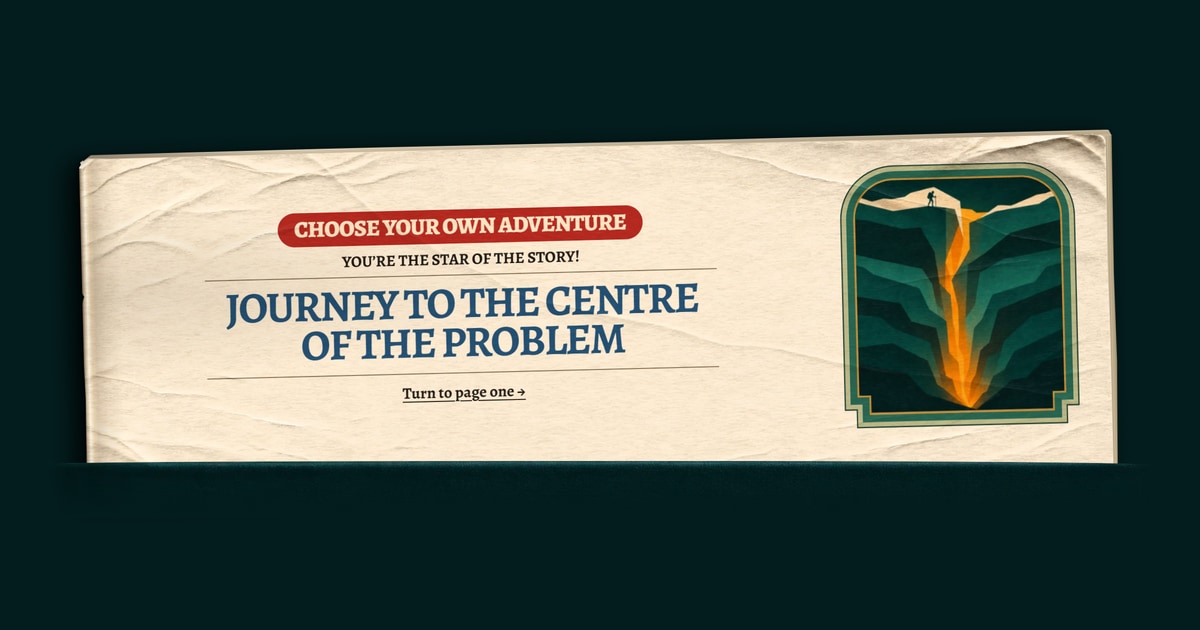 CHOOSE YOUR OWN ADVENTURE
YOU'RE THE STAR OF THE STORY!
JOURNEY TO THE CENTRE
OF THE PROBLEM
Turn to page one →